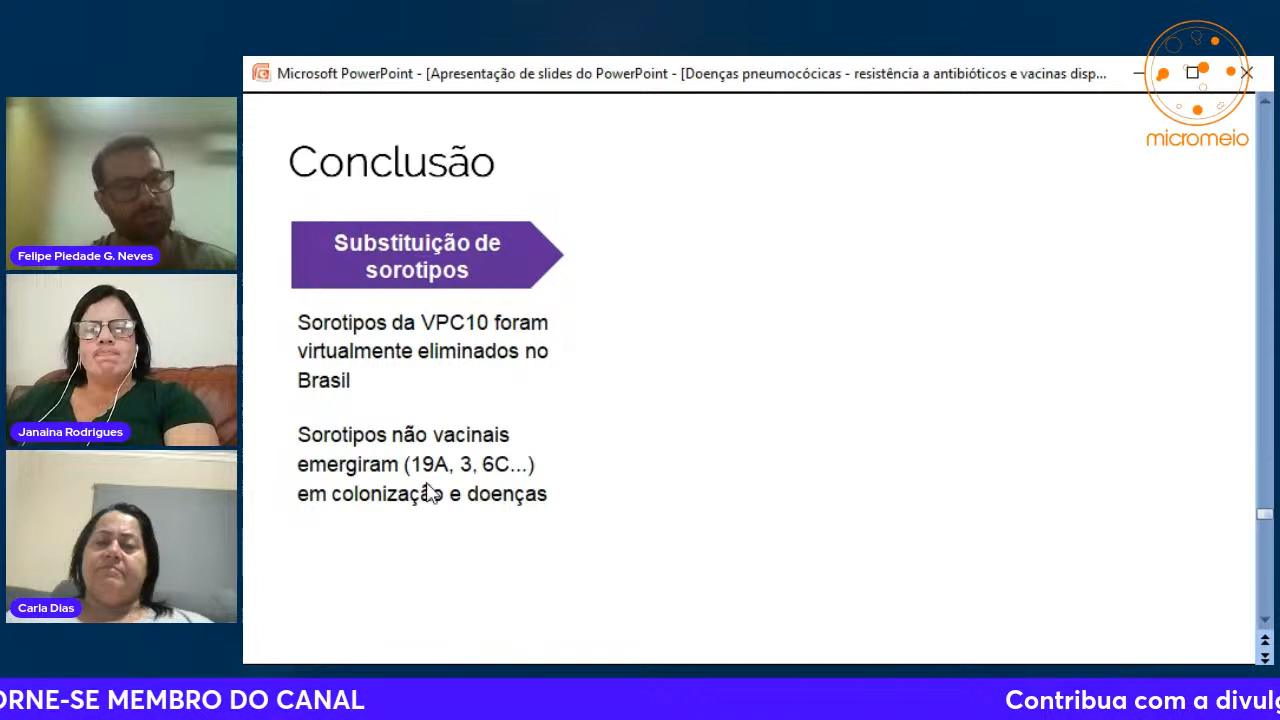 Microsoft PowerPoint - [Apresentação de slides do PowerPoint - [Doenças pneumocócicas - resistência a antibióticos e vacinas disp...
micromeio
Conclusão
Substituição de
sorotipos
Sorotipos da VPC10 foram
virtualmente eliminados no
Brasil
Sorotipos não vacinais
emergiram (19A, 3, 6C...)
em colonização e doenças
Felipe Piedade G. Neves
Janaina Rodrigues
Carla Dias
ORNE-SE MEMBRO DO CANAL
Contribua com a divulg